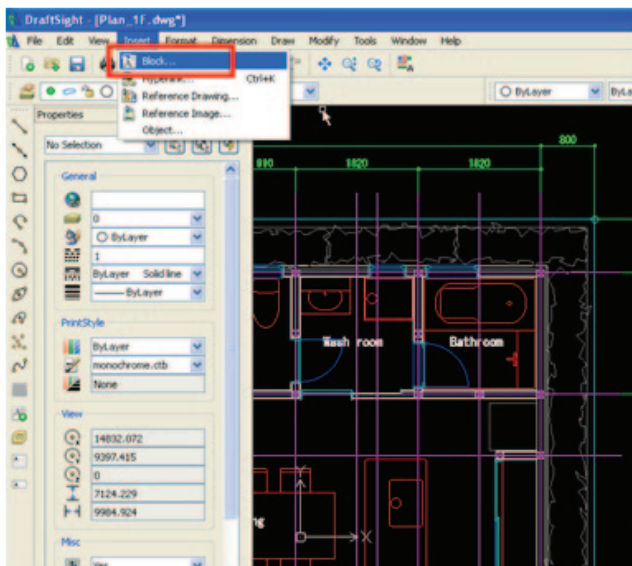 DraftSight - [Plan_1F.dwg*]
File Edit View Insert Format Dimension Draw Modify Tools Window Help
Block...
Hyperlink... Ctrl+K
Reference Drawing...
Reference Image...
Object...
ByLayer
Properties
No Selection
General
0
ByLayer
1
ByLayer Solid line
ByLayer
PrintStyle
ByLayer
monochrome.ctb
None
View
14832.072
9397.415
0
7124.229
9984.924
Misc
Yes
800
910 1820 1820
Wash room Bathroom
Y
X